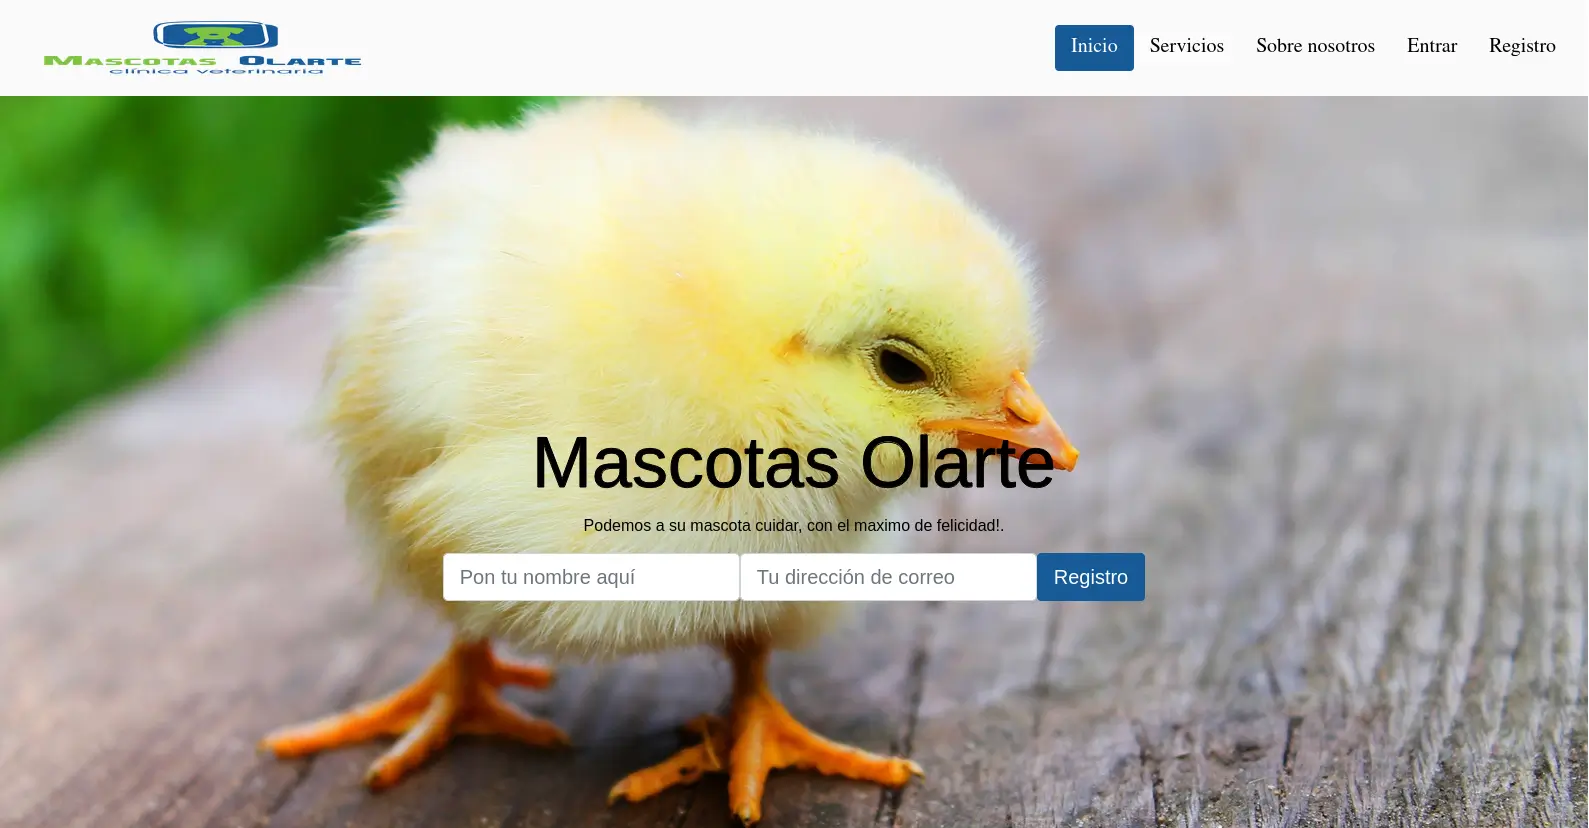 Mascotas Olarte
clínica veterinaria
Inicio
Servicios
Sobre nosotros
Entrar
Registro
Mascotas Olarte
Podemos a su mascota cuidar, con el maximo de felicidad!.
Pon tu nombre aquí
Tu dirección de correo
Registro